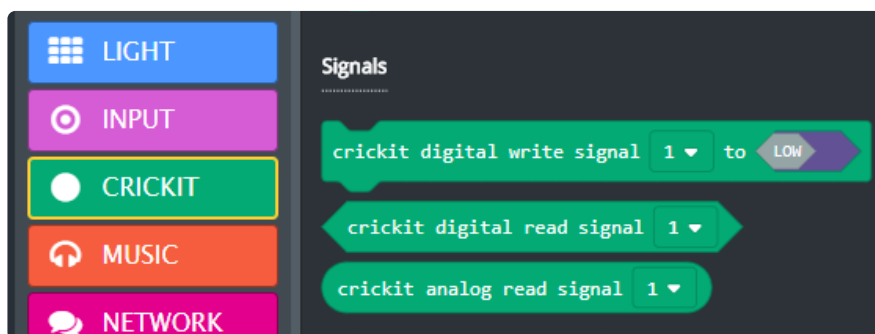 LIGHT
INPUT
CRICKIT
MUSIC
NETWORK
Signals
crickit digital write signal 1 to LOW
crickit digital read signal 1
crickit analog read signal 1